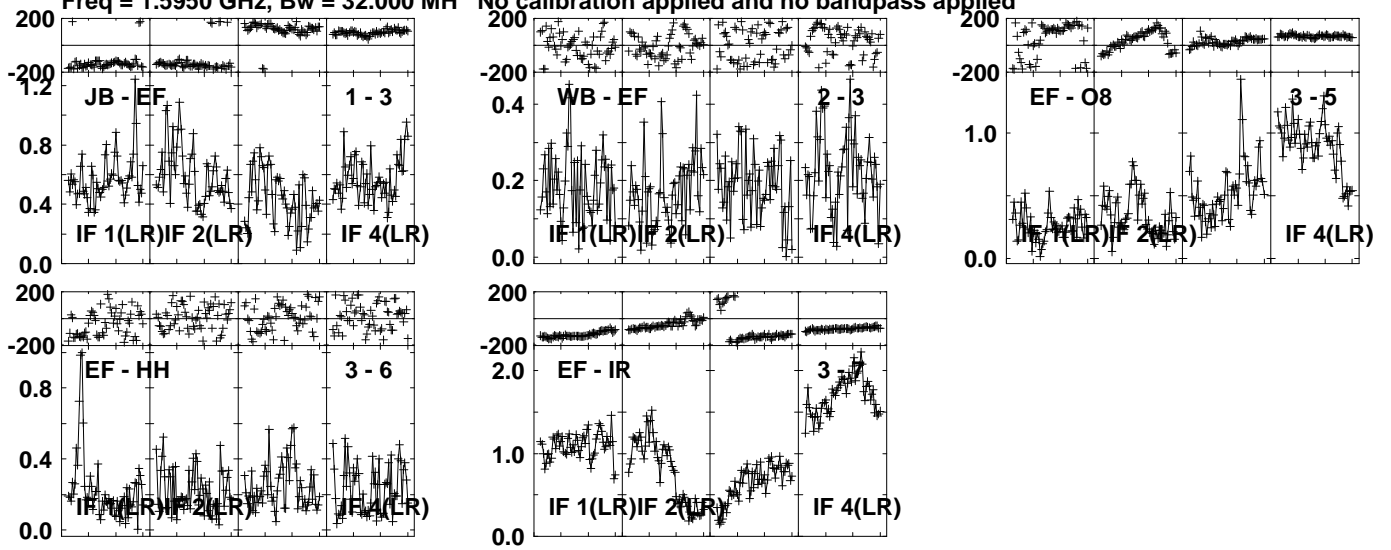 Freq = 1.5950 GHz, Bw = 32.000 MH No calibration applied and no bandpass applied
200
-200
JB - EF 1 - 3
1.2
0.8
0.4
0.0
IF 1(LR) IF 2(LR) IF 4(LR)
200
-200
WB - EF 2 - 3
0.4
0.2
0.0
IF 1(LR) IF 2(LR) IF 4(LR)
200
-200
EF - O8 3 - 5
1.0
0.0
IF 1(LR) IF 2(LR) IF 4(LR)
200
-200
EF - HH 3 - 6
0.8
0.4
0.0
IF 1(LR) IF 2(LR) IF 4(LR)
200
-200
EF - IR 3 - 7
2.0
1.0
0.0
IF 1(LR) IF 2(LR) IF 4(LR)